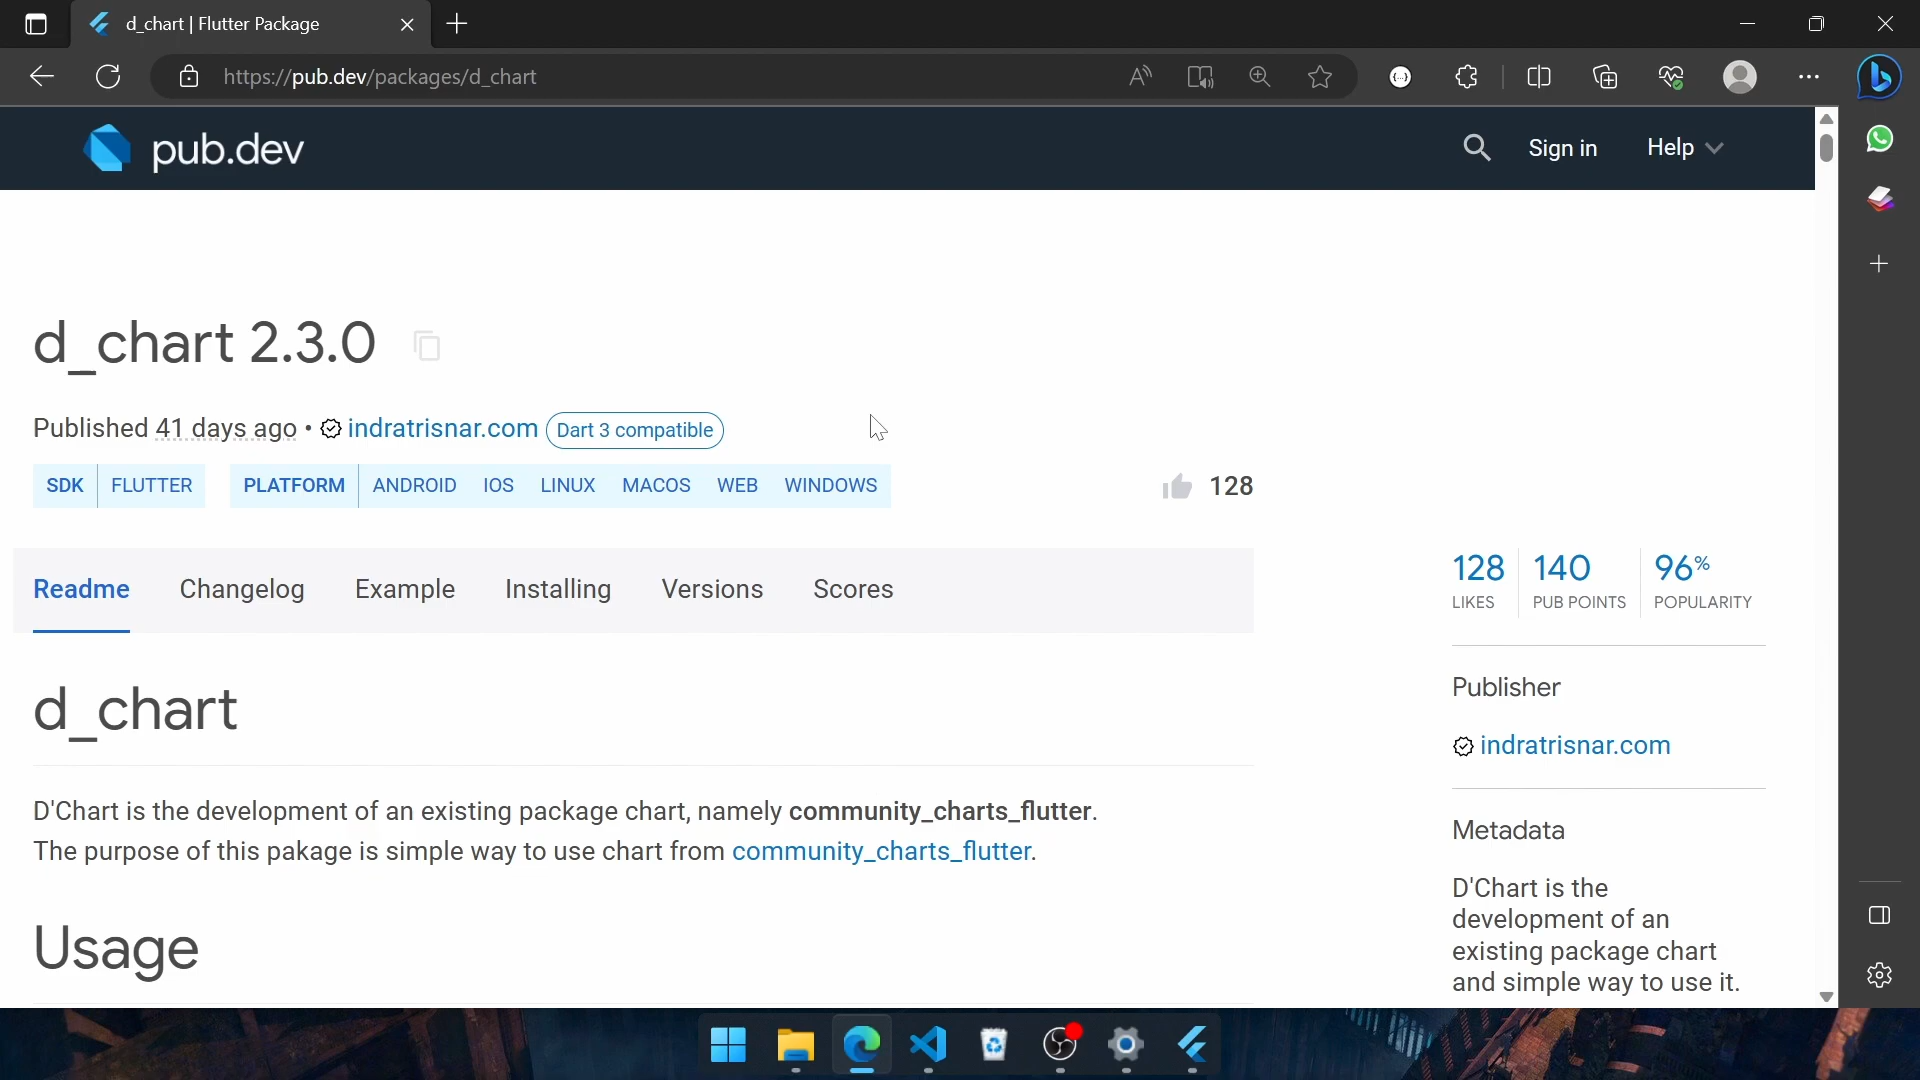 d_chart | Flutter Package
https://pub.dev/packages/d_chart
pub.dev
Sign in
Help
d_chart 2.3.0
Published 41 days ago • indratrisnar.com
Dart 3 compatible
SDK
FLUTTER
PLATFORM
ANDROID
IOS
LINUX
MACOS
WEB
WINDOWS
128
Readme
Changelog
Example
Installing
Versions
Scores
d_chart
D'Chart is the development of an existing package chart, namely community_charts_flutter.
The purpose of this pakage is simple way to use chart from community_charts_flutter.
Usage
128
LIKES
140
PUB POINTS
96%
POPULARITY
Publisher
indratrisnar.com
Metadata
D'Chart is the
development of an
existing package chart
and simple way to use it.